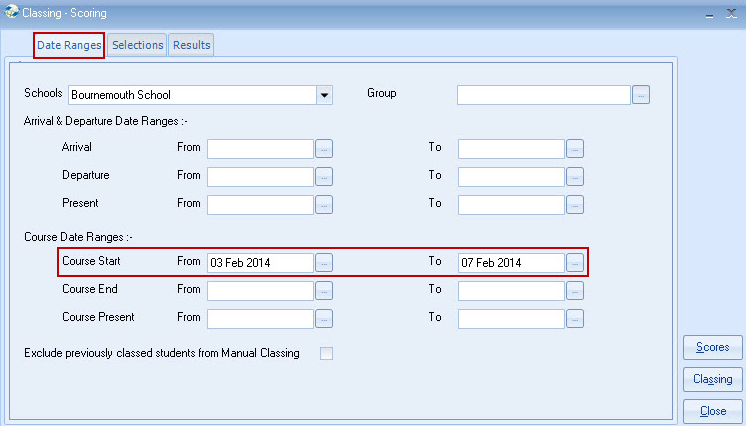 Classing - Scoring
Date Ranges Selections Results
Schools Bournemouth School Group ...
Arrival & Departure Date Ranges :-
Arrival From ... To ...
Departure From ... To ...
Present From ... To ...
Course Date Ranges :-
Course Start From 03 Feb 2014 ... To 07 Feb 2014 ...
Course End From ... To ...
Course Present From ... To ...
Exclude previously classed students from Manual Classing
Scores
Classing
Close